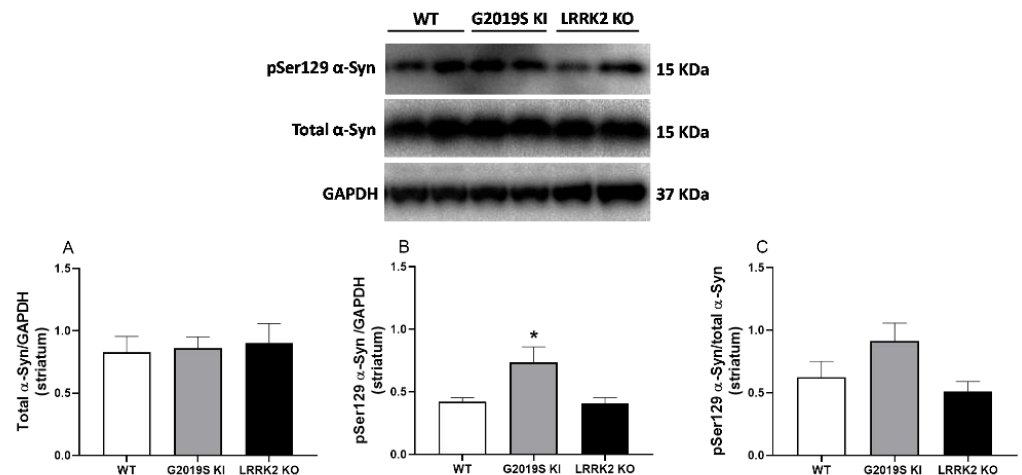 WT G2019S KI LRRK2 KO
pSer129 α-Syn 15 KDa
Total α-Syn 15 KDa
GAPDH 37 KDa
A
Total α-Syn/GAPDH
(striatum)
1.5
1.0
0.5
0.0
WT G2019S KI LRRK2 KO
B
pSer129 α-Syn /GAPDH
(striatum)
1.5
1.0
0.5
0.0
*
WT G2019S KI LRRK2 KO
C
pSer129 α-Syn/total α-Syn
(striatum)
1.5
1.0
0.5
0.0
WT G2019S KI LRRK2 KO